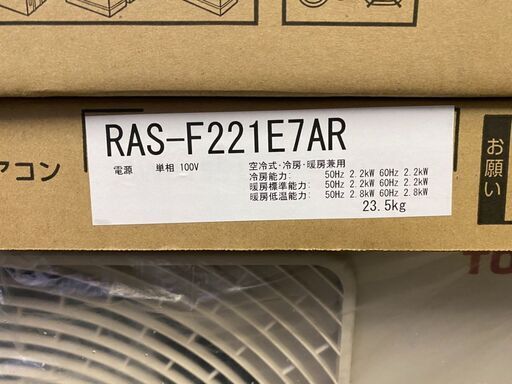 RAS-F221E7AR
電源 単相 100V
空冷式・冷房・暖房兼用
冷房能力: 50Hz 2.2kW 60Hz 2.2kW
暖房標準能力: 50Hz 2.2kW 60Hz 2.2kW
暖房低温能力: 50Hz 2.8kW 60Hz 2.8kW
23.5kg
アコン
お願い
TO